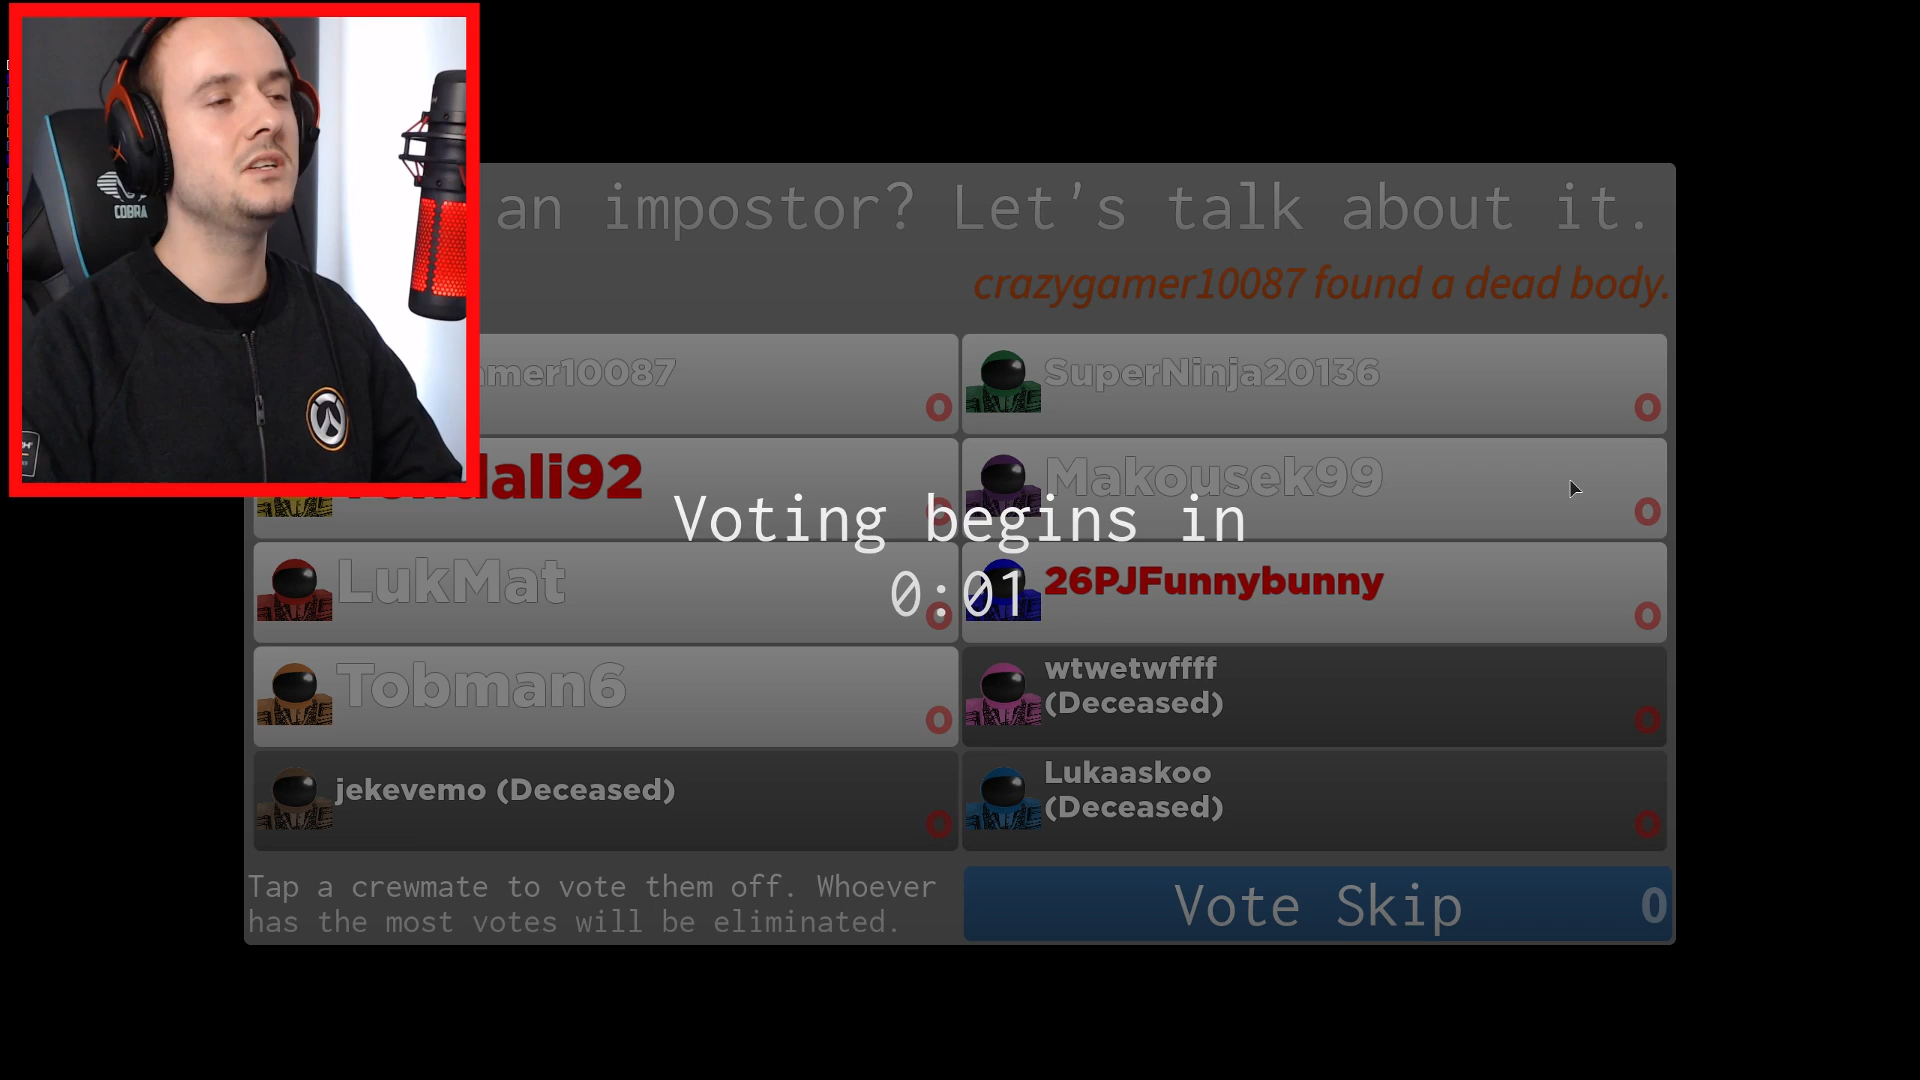 COBRA
an impostor? Let's talk about it.
crazygamer10087 found a dead body.
mer10087
0
SuperNinja20136
0
ali92
0
Makousek99
0
Voting begins in
0:01
LukMat
0
26PJFunnybunny
0
Tobman6
0
wtwetwffff
(Deceased)
0
jekevemo (Deceased)
0
Lukaaskoo
(Deceased)
0
Tap a crewmate to vote them off. Whoever
has the most votes will be eliminated.
Vote Skip 0